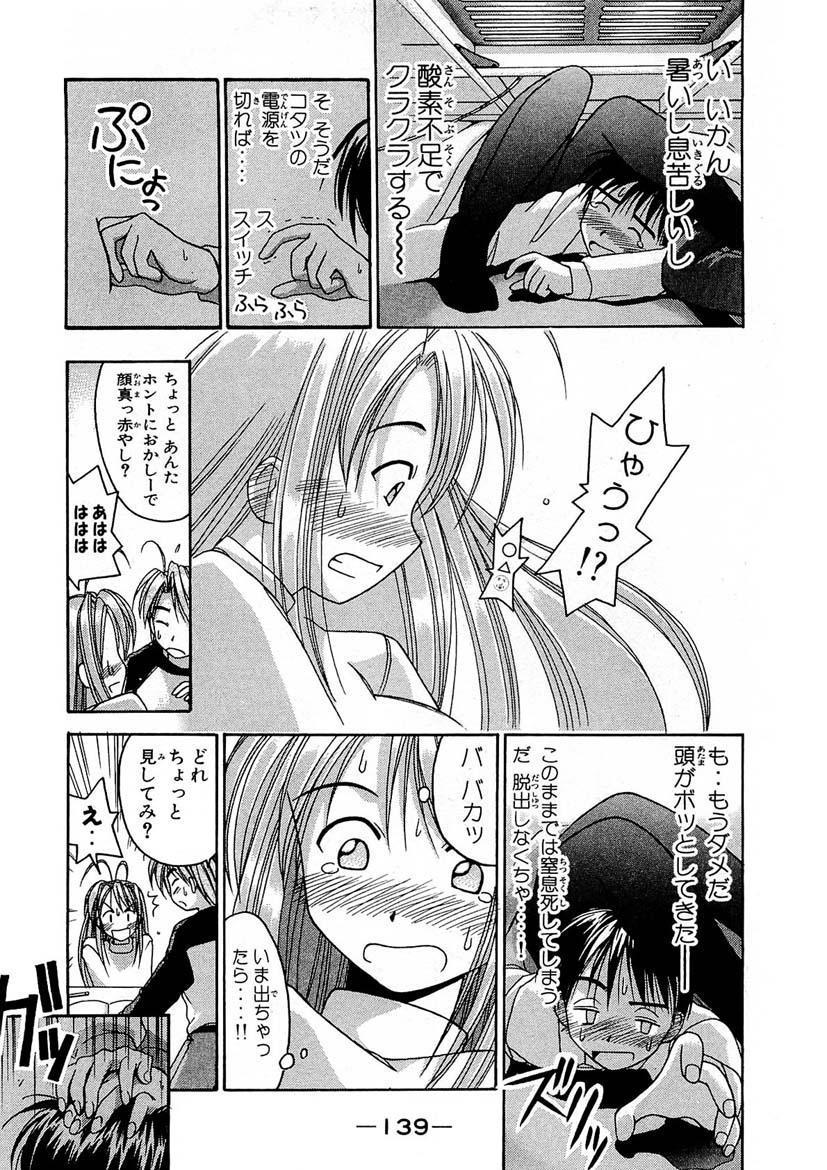 い いかん
暑いし息苦しいし
酸素不足で
クラクラする～～～
そ そうだ
コタツの
電源を
切れば‥‥
ス
スイッチ
ふら ふら
ぷにょっ
ひゃうっ!?
ちょっと あんた
ホントにおかしーで
顔真っ赤やし?
あはは
ははは
も‥もうダメだ
頭がボッとしてきた――
このままでは窒息死してしまう
だ 脱出しなくちゃ‥‥!
ズズッ
バ バカッ
いま出ちゃっ
たら‥‥!!
どれ
ちょっと
見してみ?
え‥
グググッ
―139―